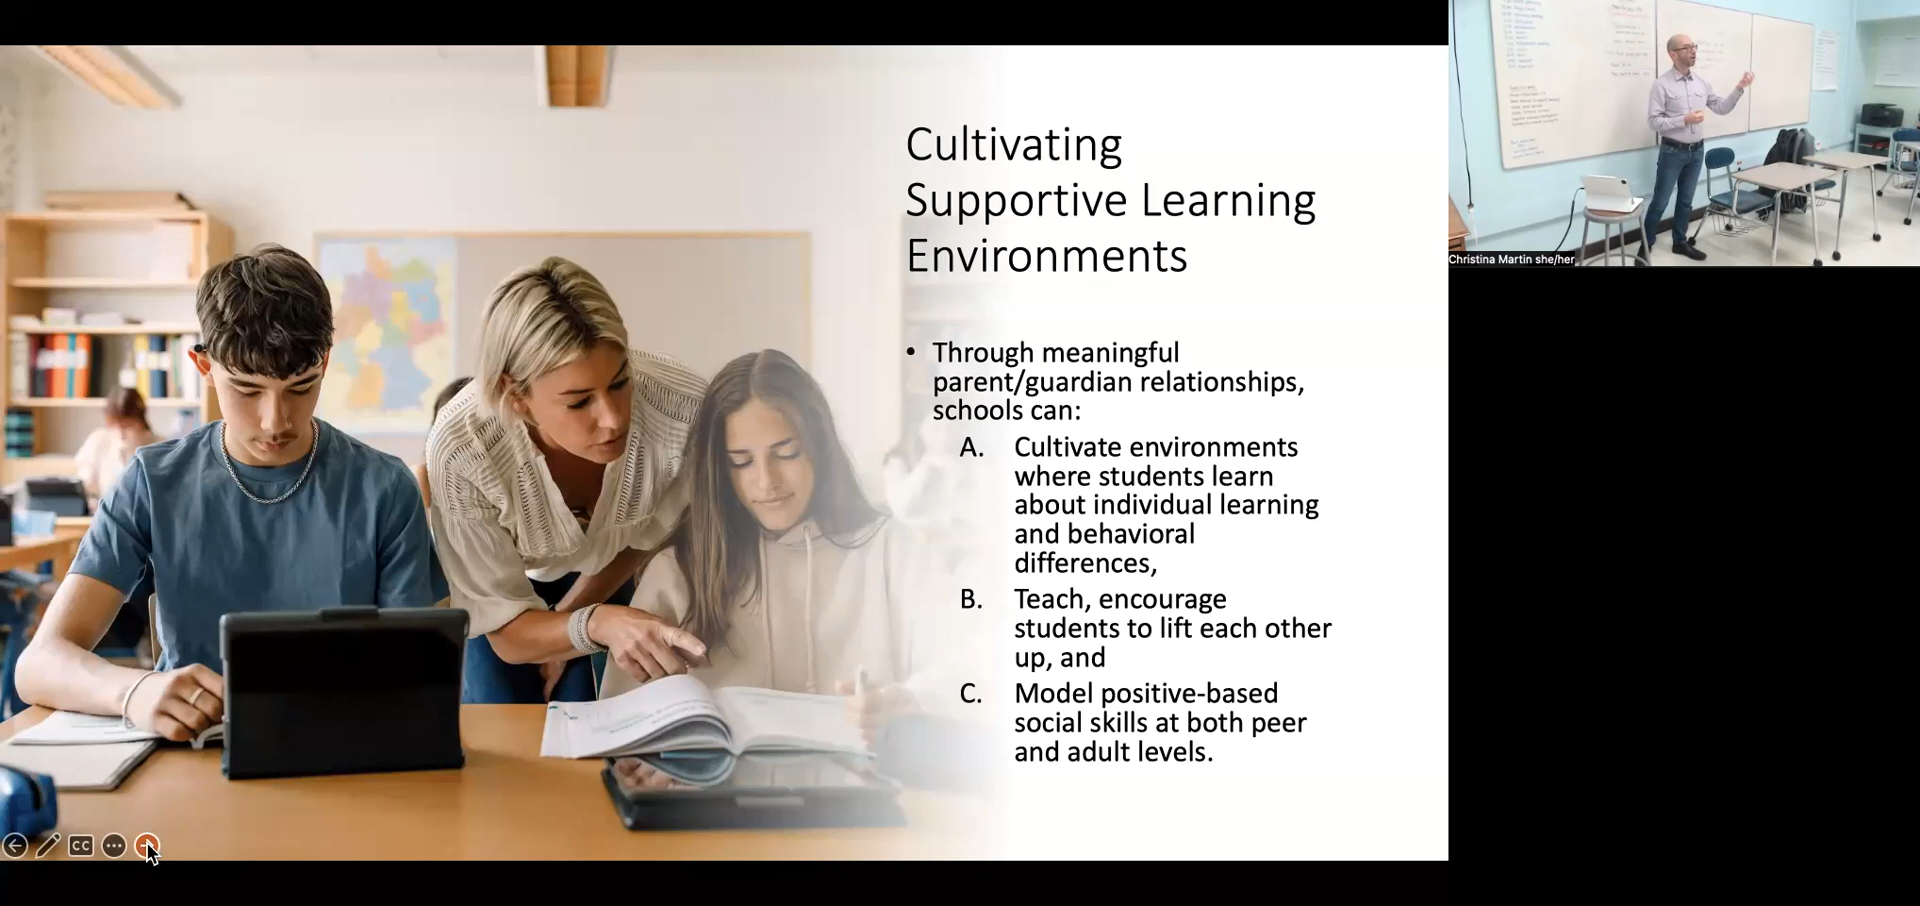 Cultivating
Supportive Learning
Environments
• Through meaningful
parent/guardian relationships,
schools can:
A. Cultivate environments
where students learn
about individual learning
and behavioral
differences,
B. Teach, encourage
students to lift each other
up, and
C. Model positive-based
social skills at both peer
and adult levels.
CC
Christina Martin she/her